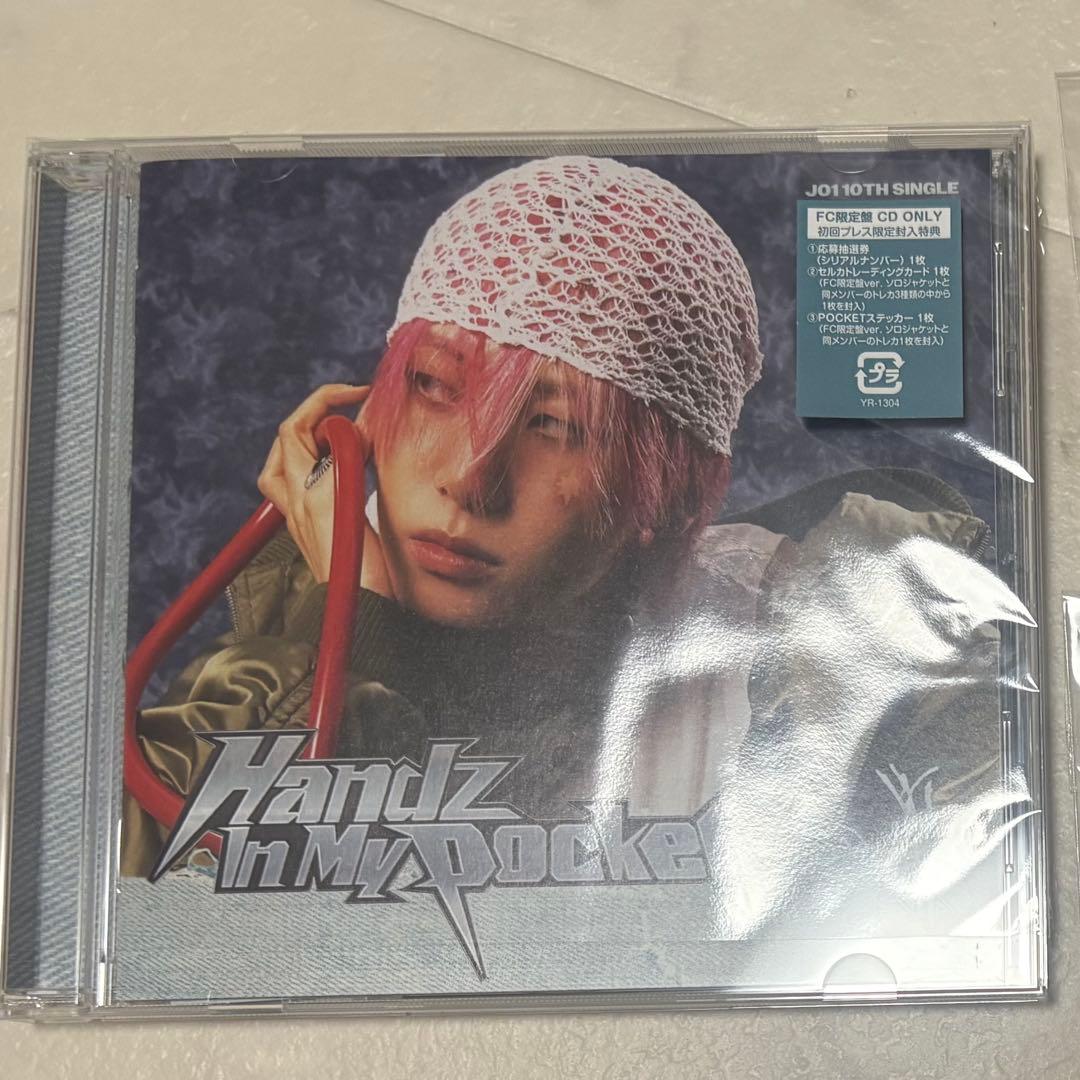 JO1 10TH SINGLE
FC限定盤 CD ONLY
初回プレス限定封入特典
①応募抽選券
(シリアルナンバー) 1枚
②セルカトレーディングカード 1枚
(FC限定盤ver. ソロジャケットと
同メンバーのトレカ3種類の中から
1枚を封入)
③POCKETステッカー 1枚
(FC限定盤ver. ソロジャケットと
同メンバーのトレカ1枚を封入)
プラ
YR-1304
Handz
In My Pocke